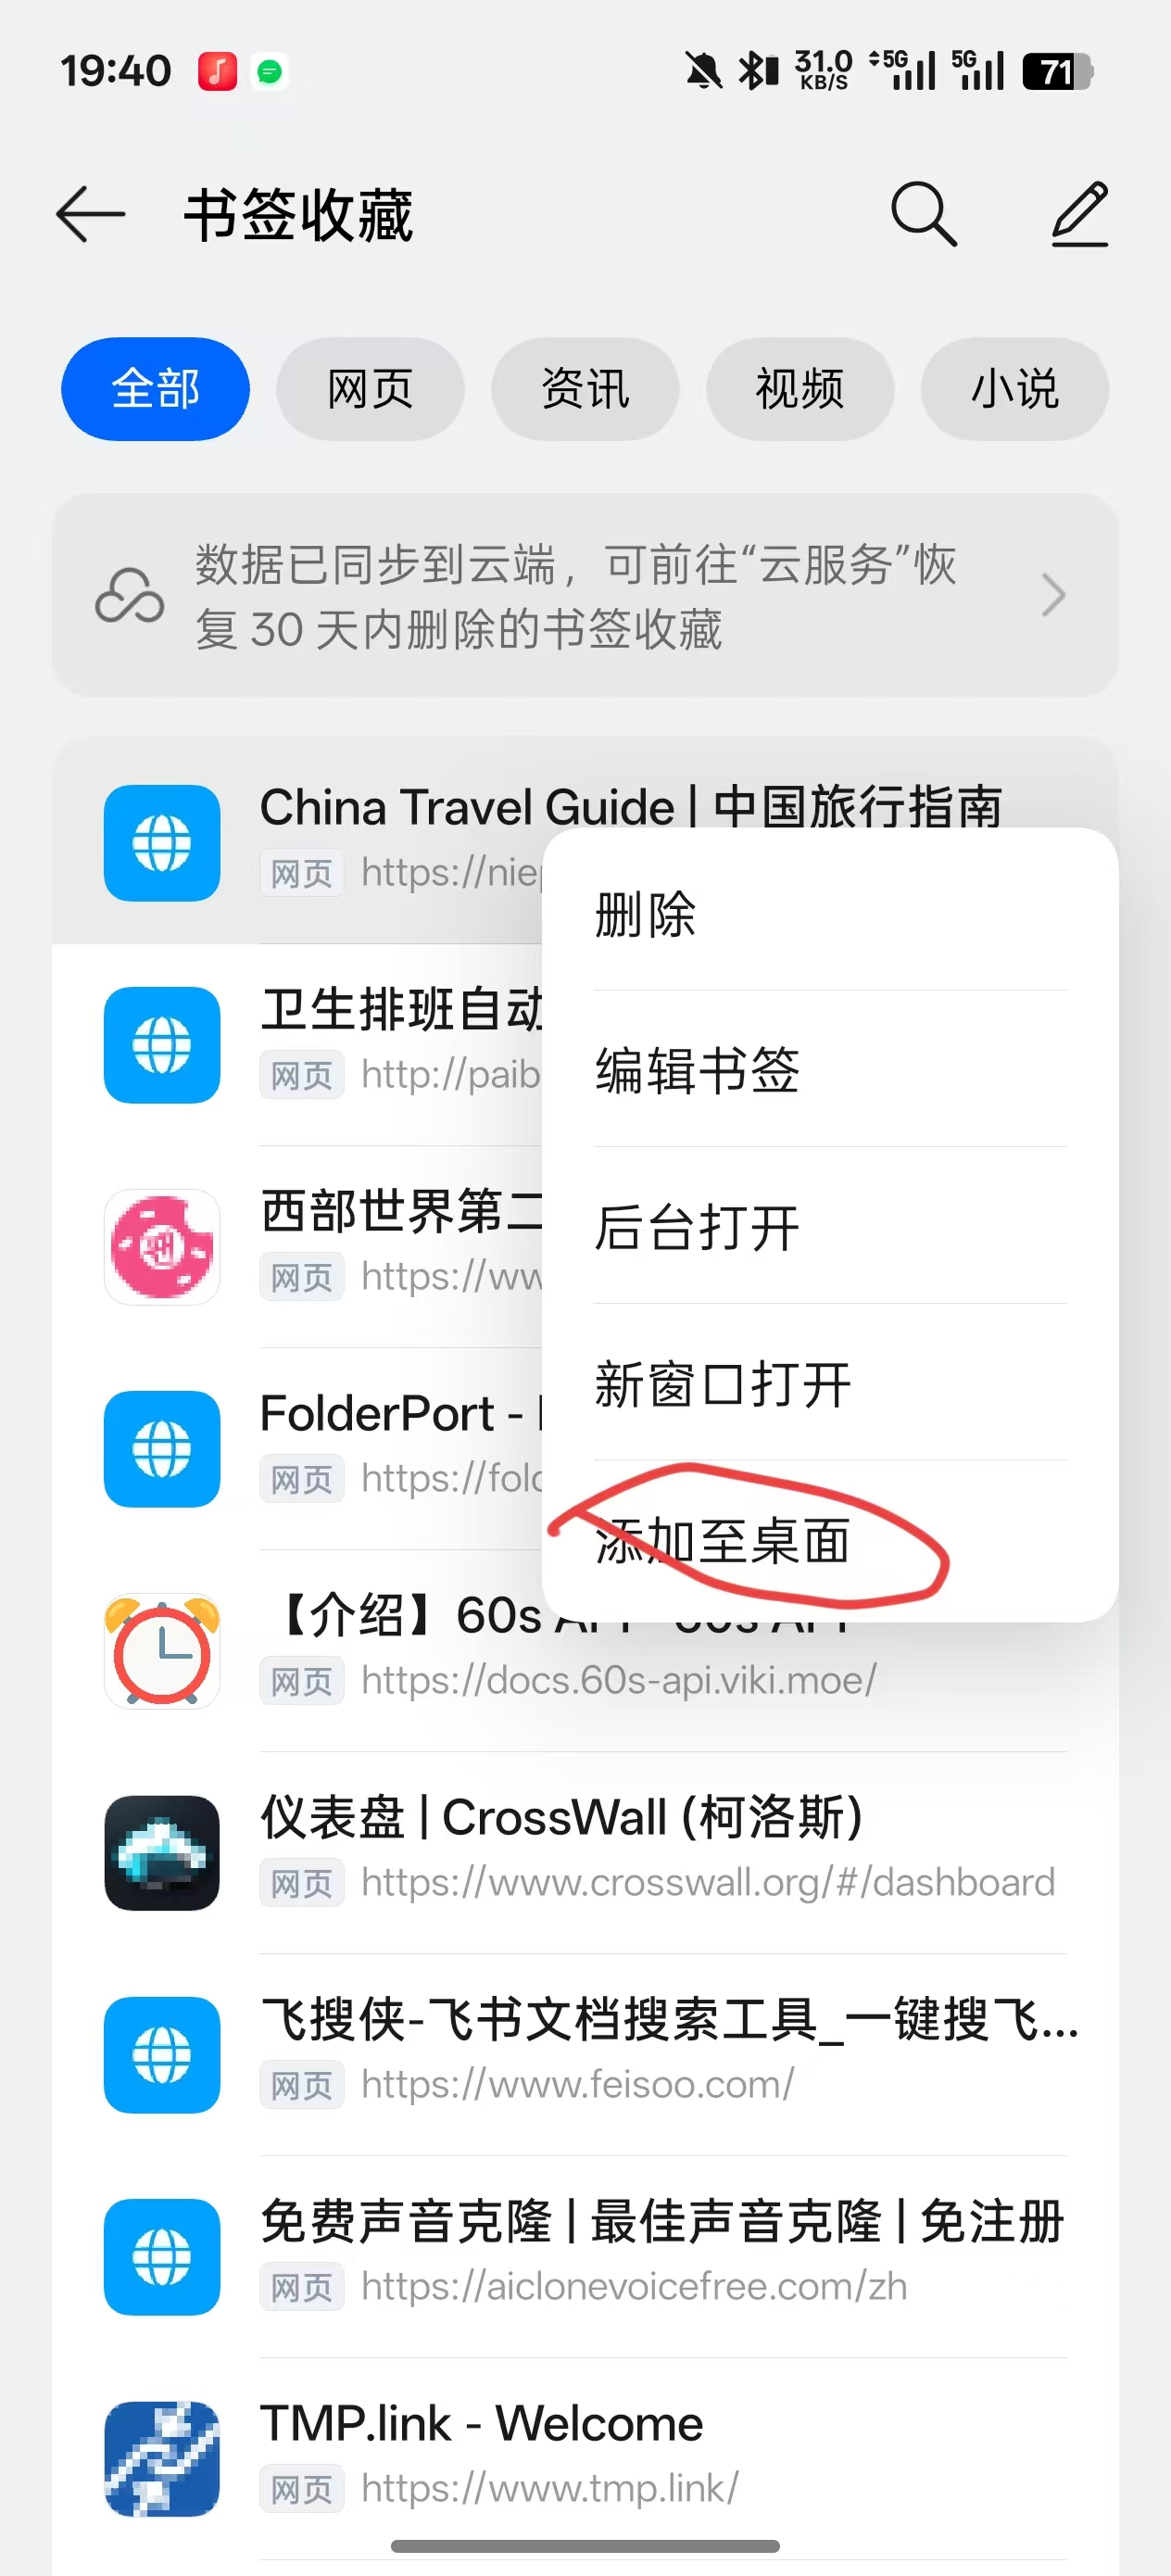 19:40
31.0
KB/S
5G
5G
71
书签收藏
全部
网页
资讯
视频
小说
数据已同步到云端，可前往“云服务”恢
复 30 天内删除的书签收藏
China Travel Guide | 中国旅行指南
网页 https://nie
删除
卫生排班自动
网页 http://paib
编辑书签
西部世界第二
网页 https://ww
后台打开
FolderPort -
网页 https://fol
新窗口打开
添加至桌面
【介绍】60s API - 60s API
网页 https://docs.60s-api.viki.moe/
仪表盘 | CrossWall (柯洛斯)
网页 https://www.crosswall.org/#/dashboard
飞搜侠-飞书文档搜索工具_一键搜飞...
网页 https://www.feisoo.com/
免费声音克隆 | 最佳声音克隆 | 免注册
网页 https://aiclonevoicefree.com/zh
TMP.link - Welcome
网页 https://www.tmp.link/